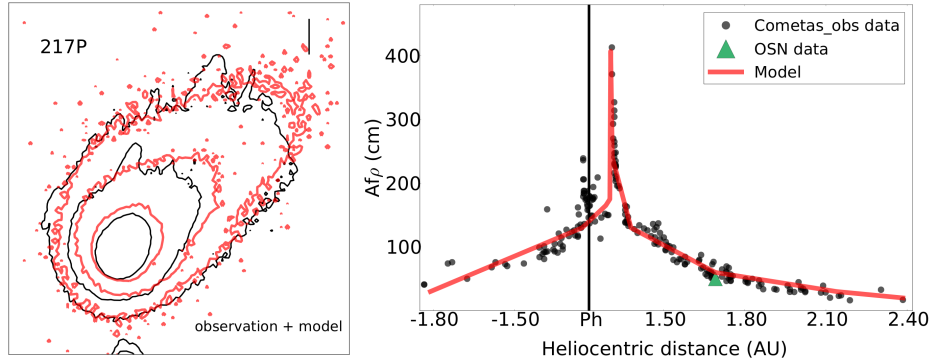 217P
observation + model
Afρ (cm)
400
300
200
100
Cometas_obs data
OSN data
Model
-1.80 -1.50 Ph 1.50 1.80 2.10 2.40
Heliocentric distance (AU)